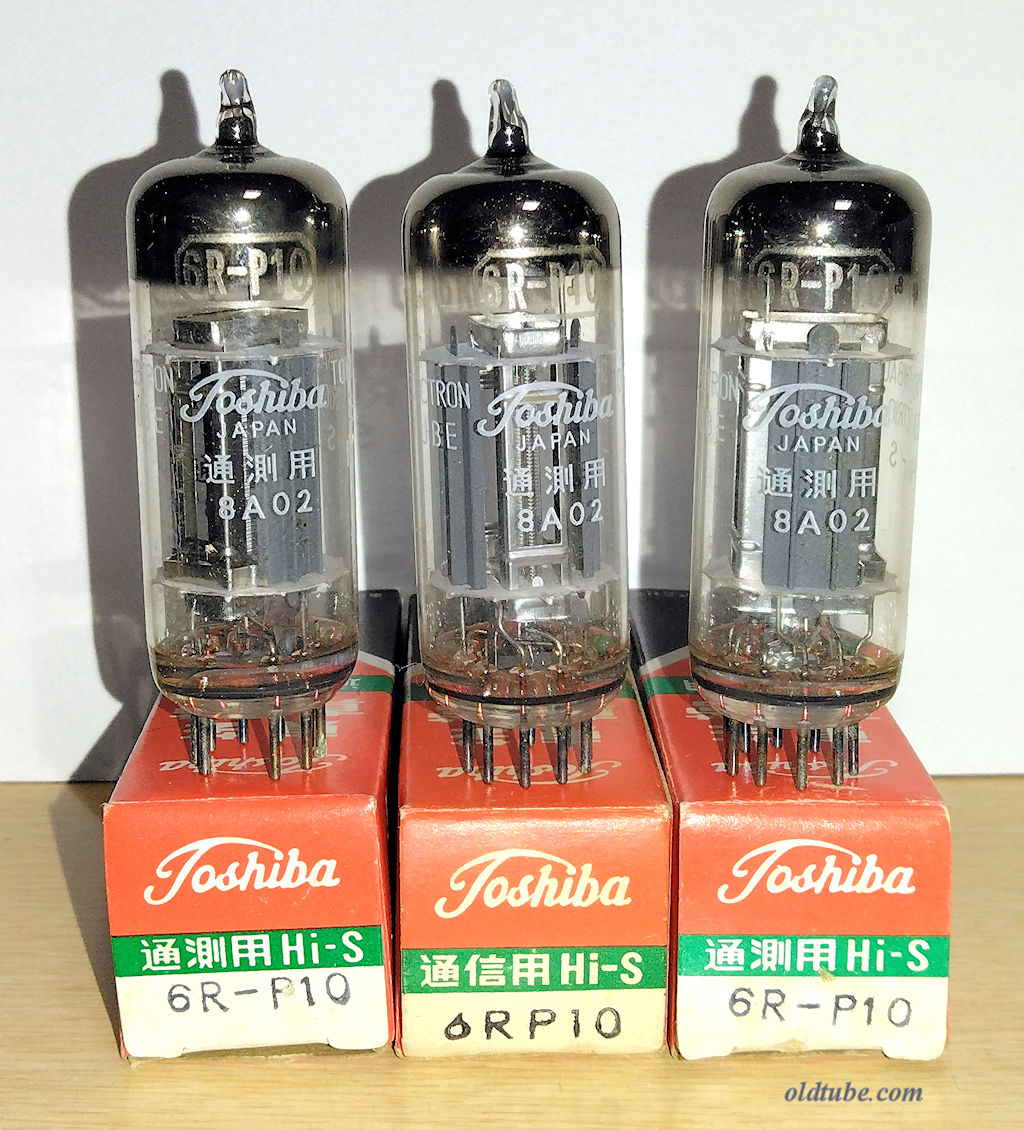 6R-P10
Toshiba
JAPAN
通測用
8A02
6R-P10
TRON
Toshiba
JAPAN
通測用
8A02
R-P10
Toshiba
JAPAN
通測用
8A02
Toshiba
通測用 Hi-S
6R-P10
Toshiba
通信用 Hi-S
6RP10
Toshiba
通測用 Hi-S
6R-P10
oldtube.com